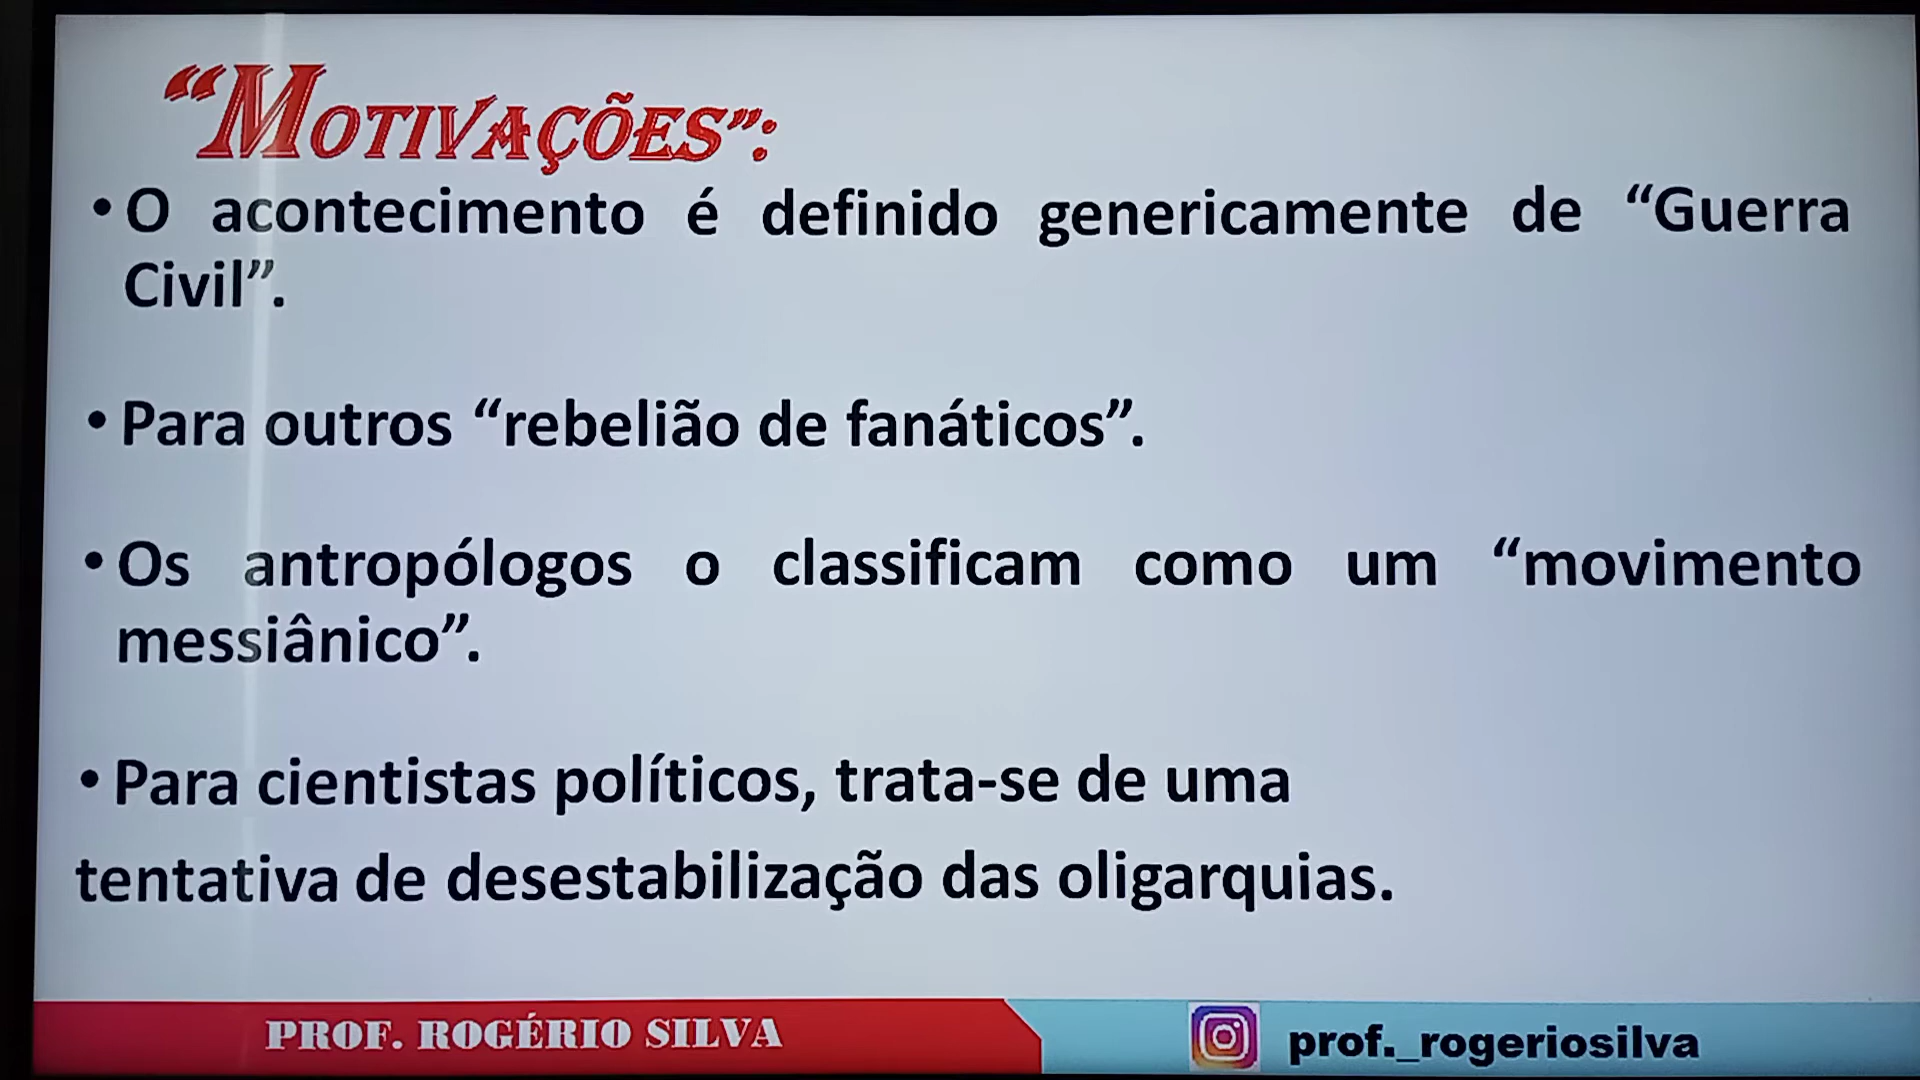 “Motivações”:
• O acontecimento é definido genericamente de “Guerra
Civil”.
• Para outros “rebelião de fanáticos”.
• Os antropólogos o classificam como um “movimento
messiânico”.
• Para cientistas políticos, trata-se de uma
tentativa de desestabilização das oligarquias.
PROF. ROGÉRIO SILVA
prof._rogeriosilva